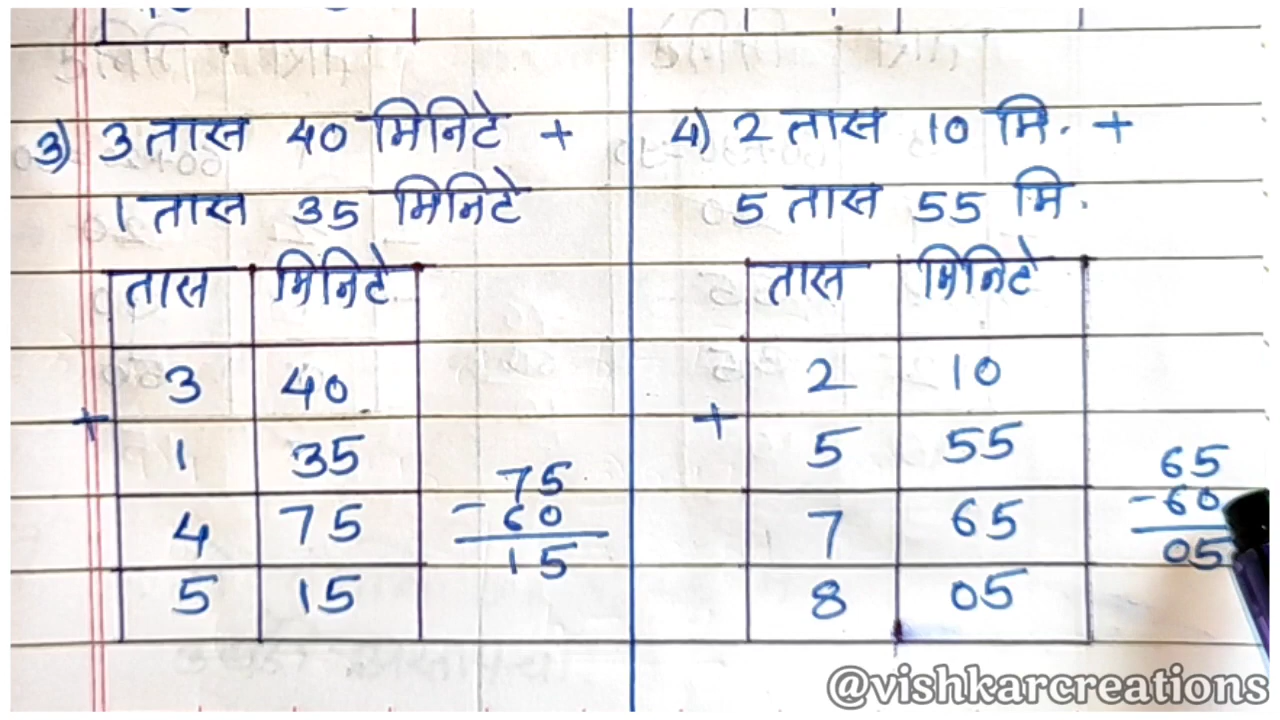 3) 3 तास 40 मिनिटे +
1 तास 35 मिनिटे
तास मिनिटे
3 40
+
1 35
4 75
5 15
75
- 60
15
4) 2 तास 10 मि. +
5 तास 55 मि.
तास मिनिटे
2 10
+
5 55
7 65
8 05
65
- 60
05
@vishkarcreations